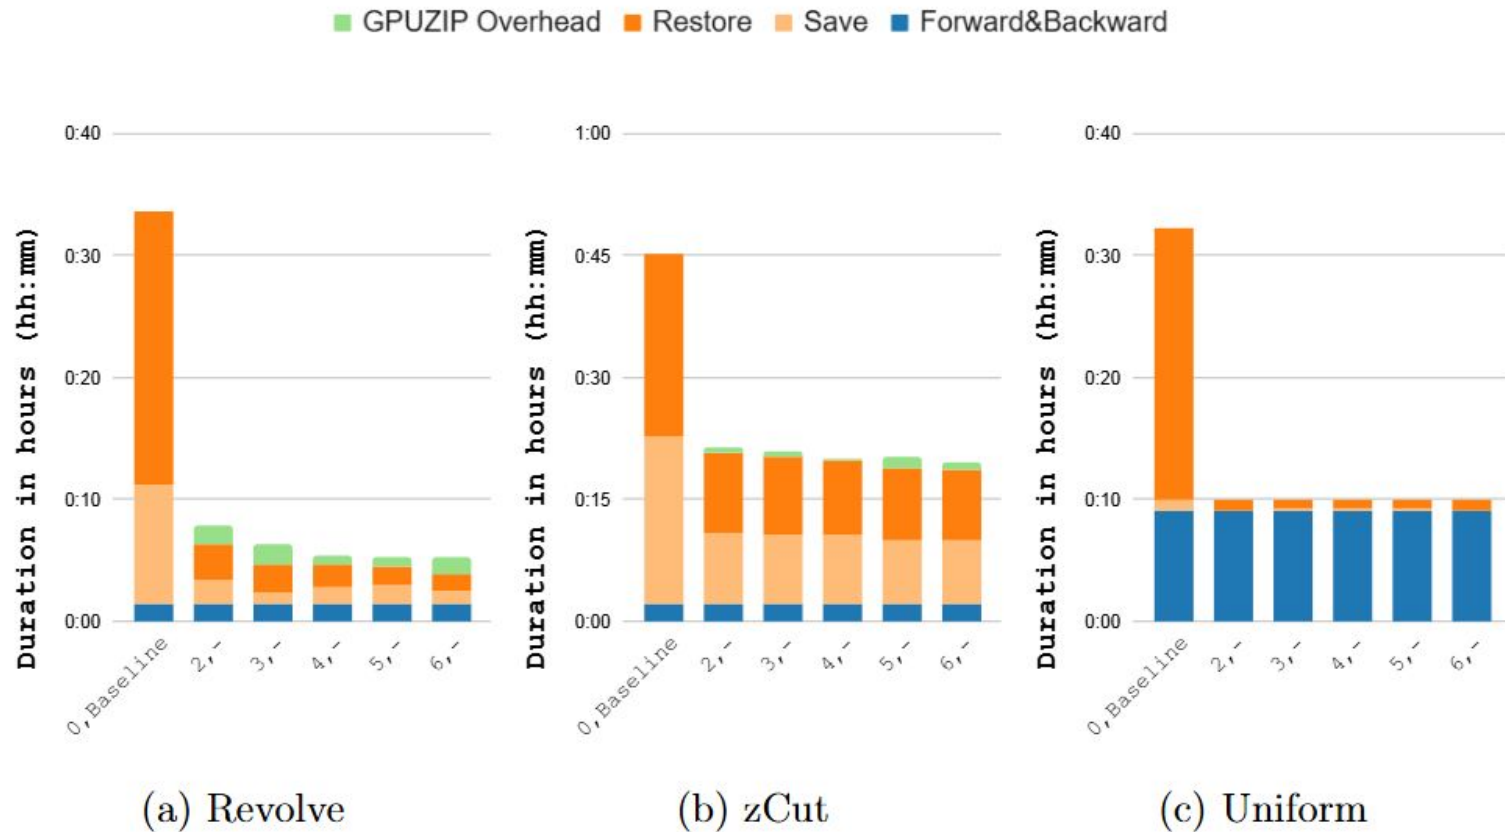 GPUZIP Overhead Restore Save Forward&Backward
Duration in hours (hh:mm)
0:40
0:30
0:20
0:10
0:00
0,Baseline 2,- 3,- 4,- 5,- 6,-
(a) Revolve
Duration in hours (hh:mm)
1:00
0:45
0:30
0:15
0:00
0,Baseline 2,- 3,- 4,- 5,- 6,-
(b) zCut
Duration in hours (hh:mm)
0:40
0:30
0:20
0:10
0:00
0,Baseline 2,- 3,- 4,- 5,- 6,-
(c) Uniform